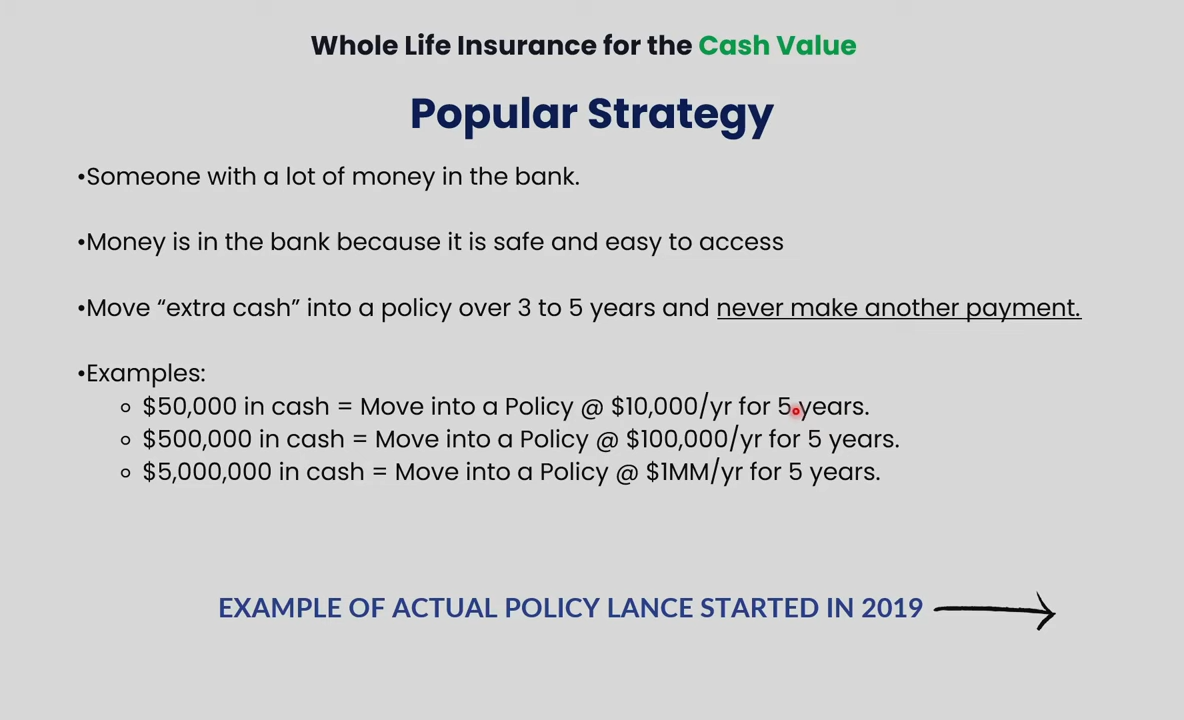 Whole Life Insurance for the Cash Value
Popular Strategy
•Someone with a lot of money in the bank.
•Money is in the bank because it is safe and easy to access
•Move “extra cash” into a policy over 3 to 5 years and never make another payment.
•Examples:
◦ $50,000 in cash = Move into a Policy @ $10,000/yr for 5 years.
◦ $500,000 in cash = Move into a Policy @ $100,000/yr for 5 years.
◦ $5,000,000 in cash = Move into a Policy @ $1MM/yr for 5 years.
EXAMPLE OF ACTUAL POLICY LANCE STARTED IN 2019